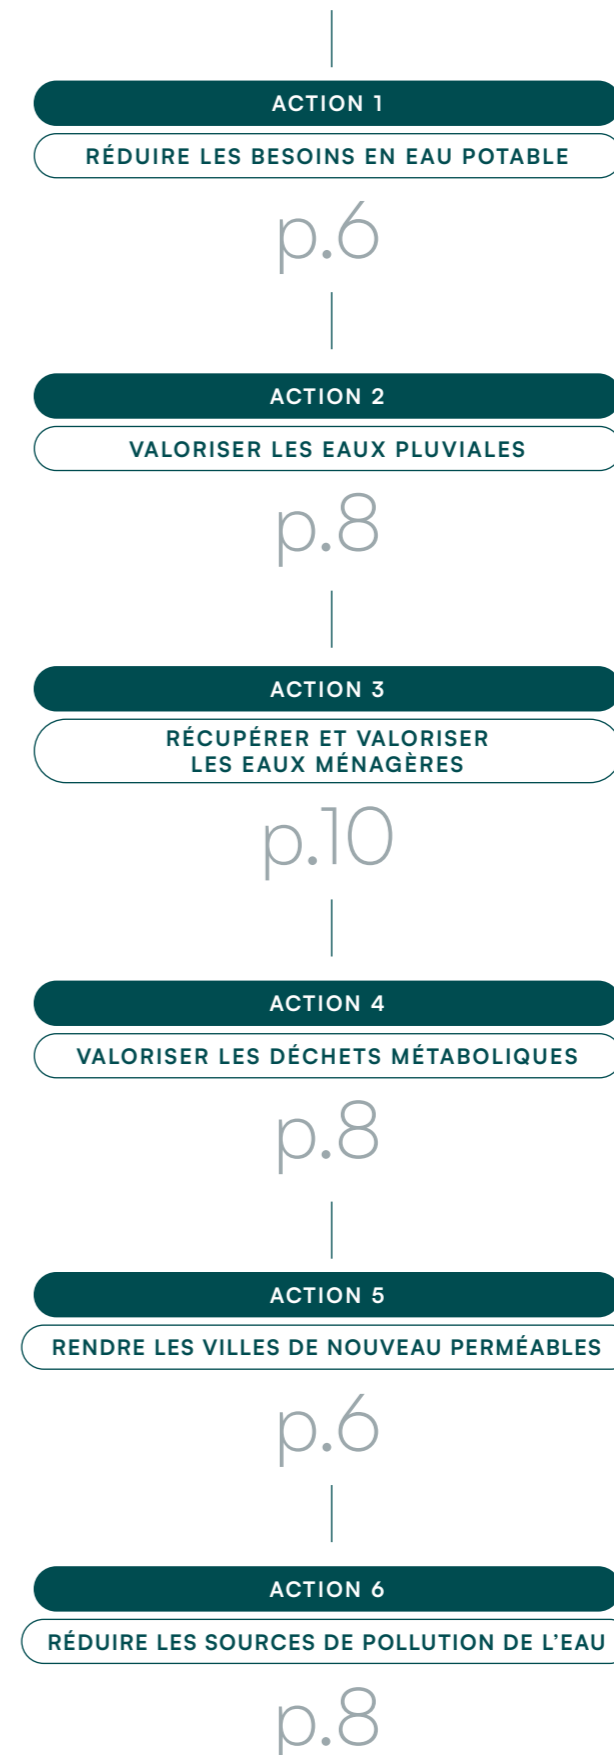 ACTION 1
RÉDUIRE LES BESOINS EN EAU POTABLE
p.6
ACTION 2
VALORISER LES EAUX PLUVIALES
p.8
ACTION 3
RÉCUPÉRER ET VALORISER
LES EAUX MÉNAGÈRES
p.10
ACTION 4
VALORISER LES DÉCHETS MÉTABOLIQUES
p.8
ACTION 5
RENDRE LES VILLES DE NOUVEAU PERMÉABLES
p.6
ACTION 6
RÉDUIRE LES SOURCES DE POLLUTION DE L'EAU
p.8